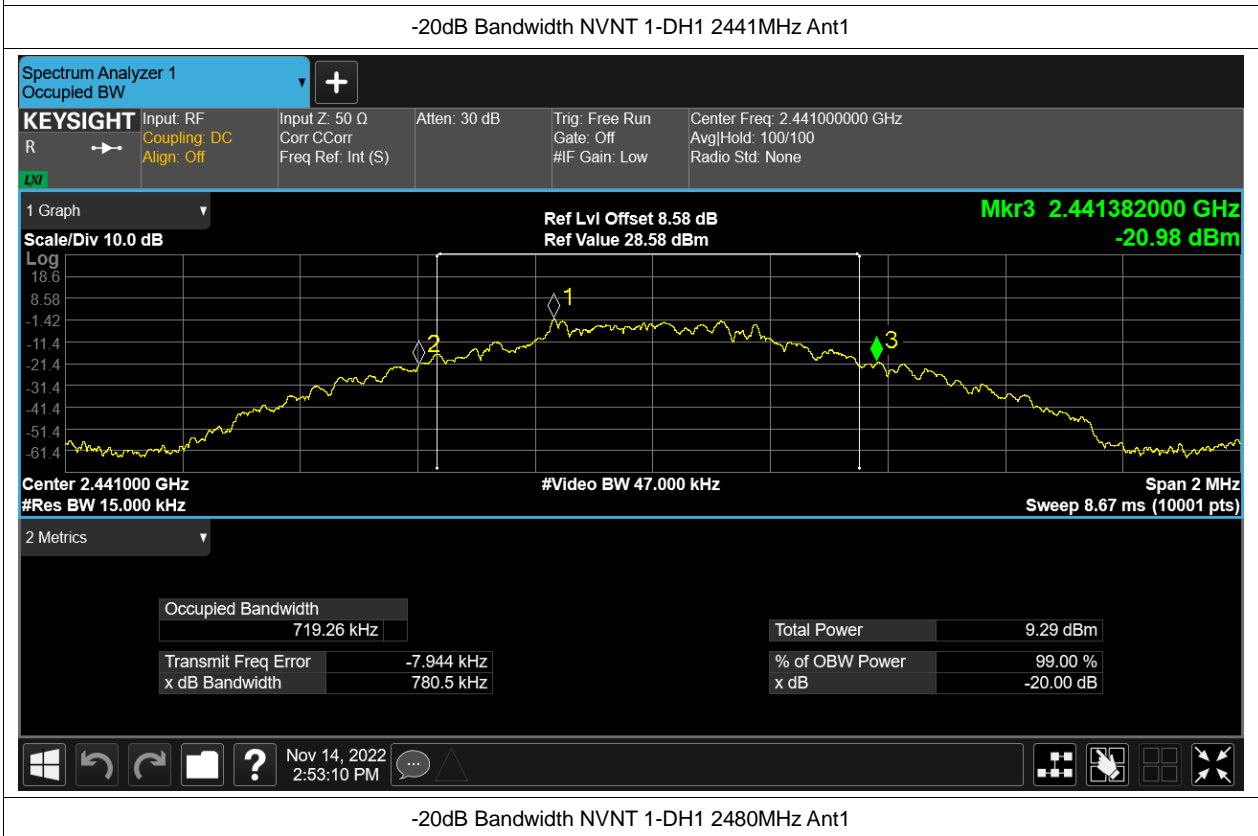 -20dB Bandwidth NVNT 1-DH1 2441MHz Ant1
Spectrum Analyzer 1
Occupied BW
+
KEYSIGHT
R
LXI
Input: RF
Coupling: DC
Align: Off
Input Z: 50 Ω
Corr CCorr
Freq Ref: Int (S)
Atten: 30 dB
Trig: Free Run
Gate: Off
#IF Gain: Low
Center Freq: 2.441000000 GHz
Avg|Hold: 100/100
Radio Std: None
1 Graph
Scale/Div 10.0 dB
Ref Lvl Offset 8.58 dB
Ref Value 28.58 dBm
Mkr3 2.441382000 GHz
-20.98 dBm
Log
18.6
8.58
-1.42
-11.4
-21.4
-31.4
-41.4
-51.4
-61.4
1
2
3
Center 2.441000 GHz
#Res BW 15.000 kHz
#Video BW 47.000 kHz
Span 2 MHz
Sweep 8.67 ms (10001 pts)
2 Metrics
Occupied Bandwidth
719.26 kHz
Transmit Freq Error -7.944 kHz
x dB Bandwidth 780.5 kHz
Total Power 9.29 dBm
% of OBW Power 99.00 %
x dB -20.00 dB
?
Nov 14, 2022
2:53:10 PM
-20dB Bandwidth NVNT 1-DH1 2480MHz Ant1